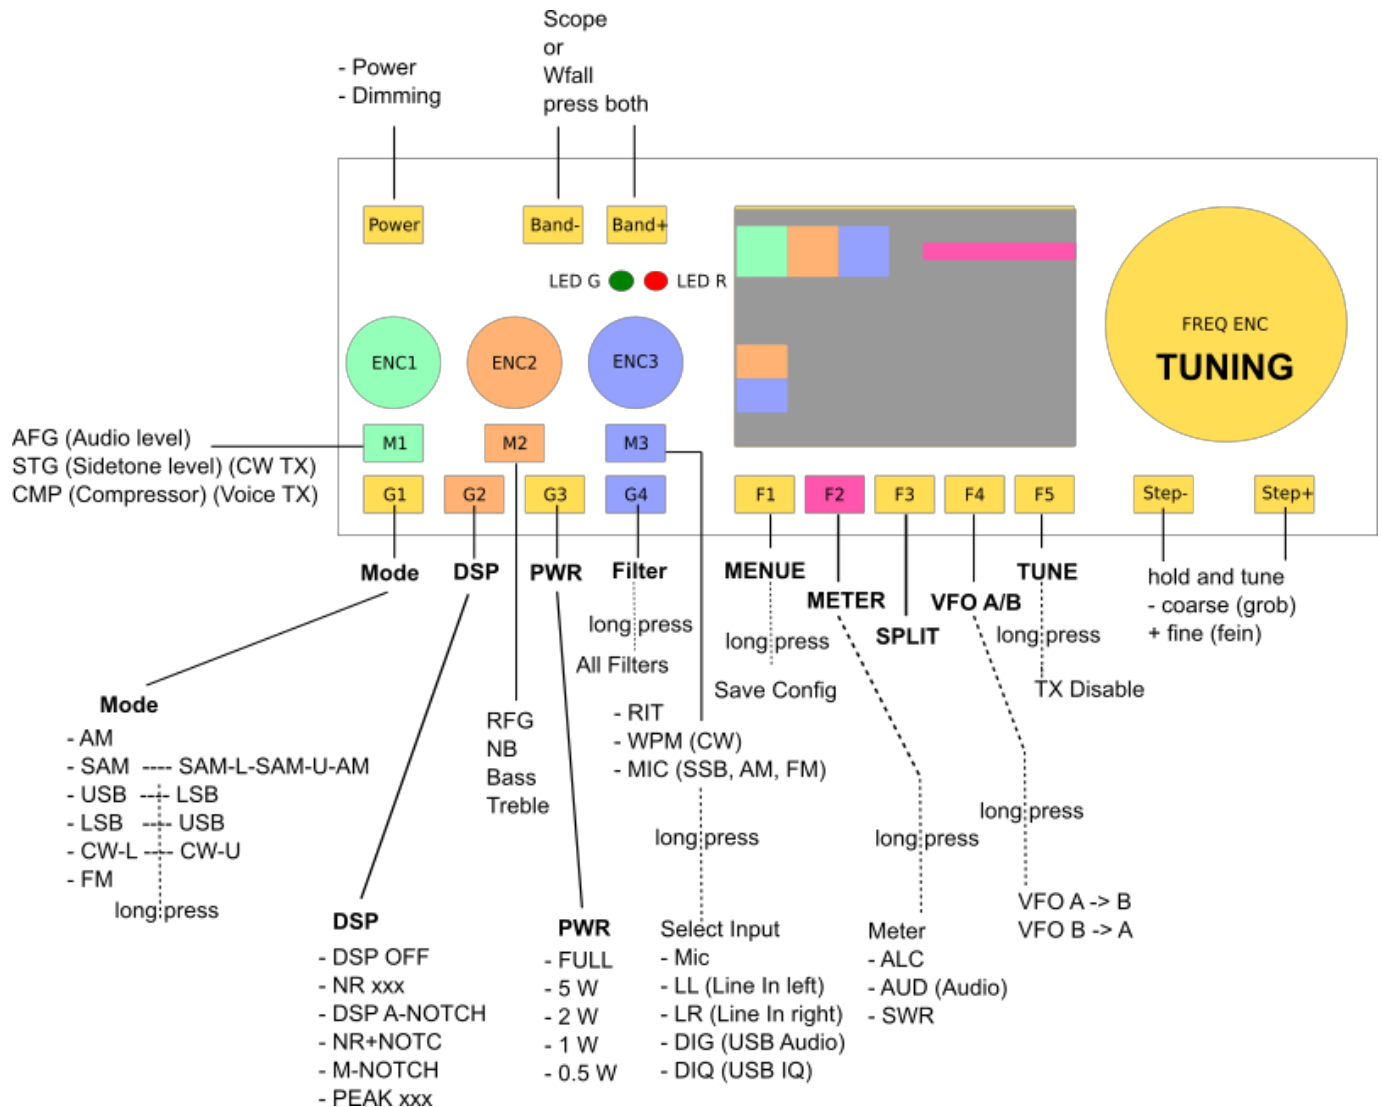 Scope
or
Wfall
press both
- Power
- Dimming
Power
Band-
Band+
LED G
LED R
ENC1
ENC2
ENC3
FREQ ENC
TUNING
AFG (Audio level)
STG (Sidetone level) (CW TX)
CMP (Compressor) (Voice TX)
M1
M2
M3
G1
G2
G3
G4
F1
F2
F3
F4
F5
Step-
Step+
Mode
DSP
PWR
Filter
long press
All Filters
MENUE
long press
Save Config
METER
SPLIT
VFO A/B
TUNE
long press
TX Disable
hold and tune
- coarse (grob)
+ fine (fein)
Mode
- AM
- SAM ---- SAM-L-SAM-U-AM
- USB ---- LSB
- LSB ---- USB
- CW-L ---- CW-U
- FM
long press
RFG
NB
Bass
Treble
- RIT
- WPM (CW)
- MIC (SSB, AM, FM)
long press
long press
long press
DSP
- DSP OFF
- NR xxx
- DSP A-NOTCH
- NR+NOTC
- M-NOTCH
- PEAK xxx
PWR
- FULL
- 5 W
- 2 W
- 1 W
- 0.5 W
Select Input
- Mic
- LL (Line In left)
- LR (Line In right)
- DIG (USB Audio)
- DIQ (USB IQ)
Meter
- ALC
- AUD (Audio)
- SWR
VFO A -> B
VFO B -> A